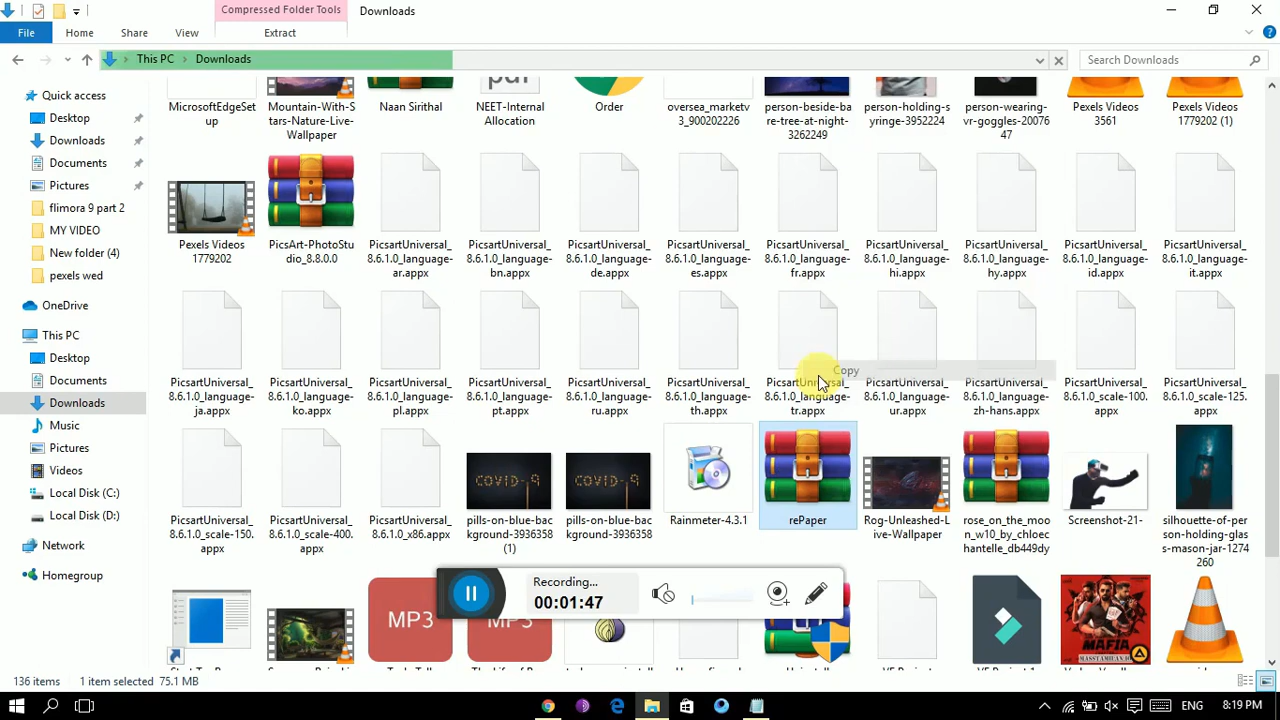 Compressed Folder Tools
Downloads
File
Home
Share
View
Extract
This PC
Downloads
Search Downloads
Quick access
Desktop
Downloads
Documents
Pictures
flimora 9 part 2
MY VIDEO
New folder (4)
pexels wed
OneDrive
This PC
Desktop
Documents
Downloads
Music
Pictures
Videos
Local Disk (C:)
Local Disk (D:)
Network
Homegroup
MicrosoftEdgeSet
up
Mountain-With-S
tars-Nature-Live-
Wallpaper
Naan Sirithal
NEET-Internal
Allocation
Order
oversea_marketv
3_900202226
person-beside-ba
re-tree-at-night-
3262249
person-holding-s
yringe-3952224
person-wearing-
vr-goggles-20076
47
Pexels Videos
3561
Pexels Videos
1779202 (1)
Pexels Videos
1779202
PicsArt-PhotoStu
dio_8.8.0.0
PicsartUniversal_
8.6.1.0_language-
ar.appx
PicsartUniversal_
8.6.1.0_language-
bn.appx
PicsartUniversal_
8.6.1.0_language-
de.appx
PicsartUniversal_
8.6.1.0_language-
es.appx
PicsartUniversal_
8.6.1.0_language-
fr.appx
PicsartUniversal_
8.6.1.0_language-
hi.appx
PicsartUniversal_
8.6.1.0_language-
hy.appx
PicsartUniversal_
8.6.1.0_language-
id.appx
PicsartUniversal_
8.6.1.0_language-
it.appx
Copy
PicsartUniversal_
8.6.1.0_language-
ja.appx
PicsartUniversal_
8.6.1.0_language-
ko.appx
PicsartUniversal_
8.6.1.0_language-
pl.appx
PicsartUniversal_
8.6.1.0_language-
pt.appx
PicsartUniversal_
8.6.1.0_language-
ru.appx
PicsartUniversal_
8.6.1.0_language-
th.appx
PicsartUniversal_
8.6.1.0_language-
tr.appx
PicsartUniversal_
8.6.1.0_language-
ur.appx
PicsartUniversal_
8.6.1.0_language-
zh-hans.appx
PicsartUniversal_
8.6.1.0_scale-100.
appx
PicsartUniversal_
8.6.1.0_scale-125.
appx
PicsartUniversal_
8.6.1.0_scale-150.
appx
PicsartUniversal_
8.6.1.0_scale-400.
appx
PicsartUniversal_
8.6.1.0_x86.appx
pills-on-blue-bac
kground-3936358
(1)
pills-on-blue-bac
kground-3936358
Rainmeter-4.3.1
rePaper
Rog-Unleashed-L
ive-Wallpaper
rose_on_the_moo
n_w10_by_chloec
hantelle_db449dy
Screenshot-21-
silhouette-of-per
son-holding-glas
s-mason-jar-1274
260
MP3
MP3
MAFIA
Recording...
00:01:47
136 items
1 item selected 75.1 MB
ENG
8:19 PM